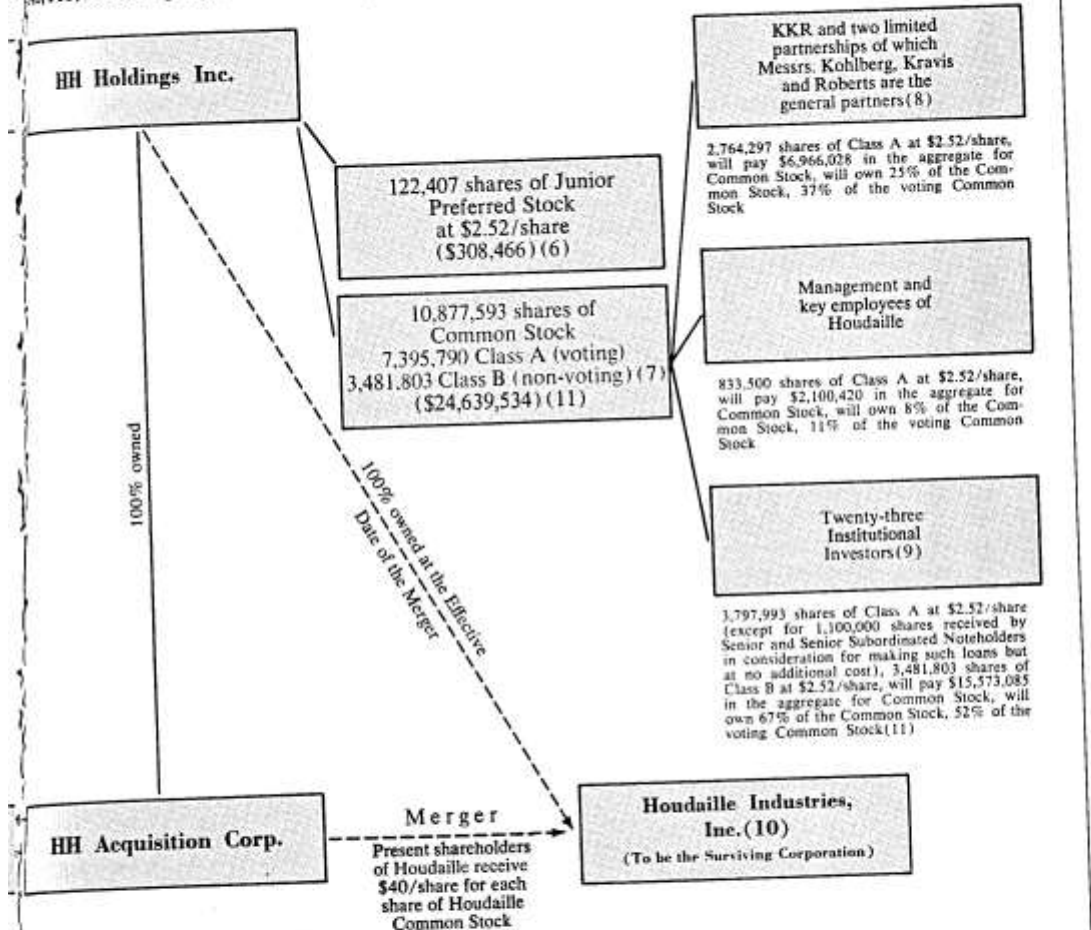 HH Holdings Inc.
KKR and two limited
partnerships of which
Messrs. Kohlberg, Kravis
and Roberts are the
general partners(8)
2,764,297 shares of Class A at $2.52/share,
will pay $6,966,028 in the aggregate for
Common Stock, will own 25% of the Com-
mon Stock, 37% of the voting Common
Stock
122,407 shares of Junior
Preferred Stock
at $2.52/share
($308,466)(6)
10,877,593 shares of
Common Stock
7,395,790 Class A (voting)
3,481,803 Class B (non-voting)(7)
($24,639,534)(11)
Management and
key employees of
Houdaille
833,500 shares of Class A at $2.52/share,
will pay $2,100,420 in the aggregate for
Common Stock, will own 8% of the Com-
mon Stock, 11% of the voting Common
Stock
100% owned
100% owned at the Effective
Date of the Merger
Twenty-three
Institutional
Investors(9)
3,797,993 shares of Class A at $2.52/share
(except for 1,100,000 shares received by
Senior and Senior Subordinated Noteholders
in consideration for making such loans but
at no additional cost), 3,481,803 shares of
Class B at $2.52/share, will pay $15,573,085
in the aggregate for Common Stock, will
own 67% of the Common Stock, 52% of the
voting Common Stock(11)
HH Acquisition Corp.
Merger
Present shareholders
of Houdaille receive
$40/share for each
share of Houdaille
Common Stock
Houdaille Industries,
Inc.(10)
(To be the Surviving Corporation)